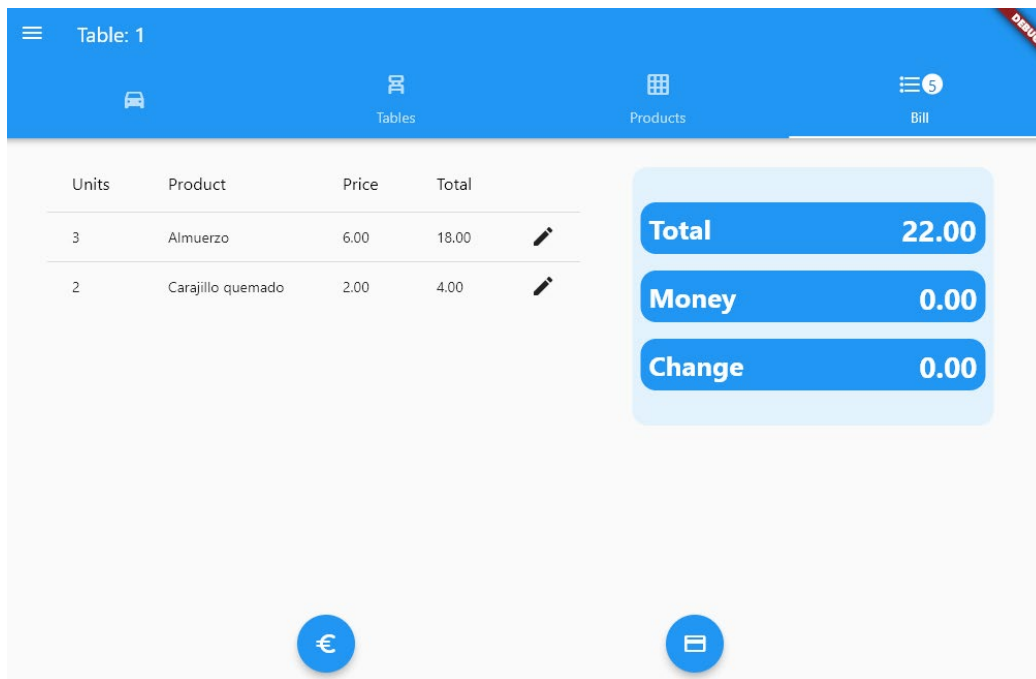 Table: 1
DEBUG
Tables
Products
5
Bill
Units Product Price Total
3 Almuerzo 6.00 18.00
2 Carajillo quemado 2.00 4.00
Total 22.00
Money 0.00
Change 0.00
€